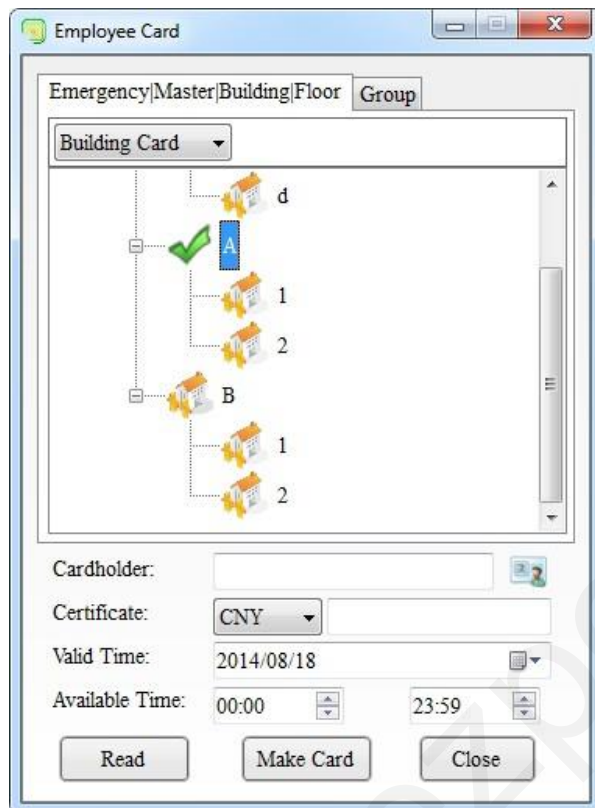 Employee Card
Emergency|Master|Building|Floor Group
Building Card
d
A
1
2
B
1
2
Cardholder:
Certificate: CNY
Valid Time: 2014/08/18
Available Time: 00:00 23:59
Read Make Card Close